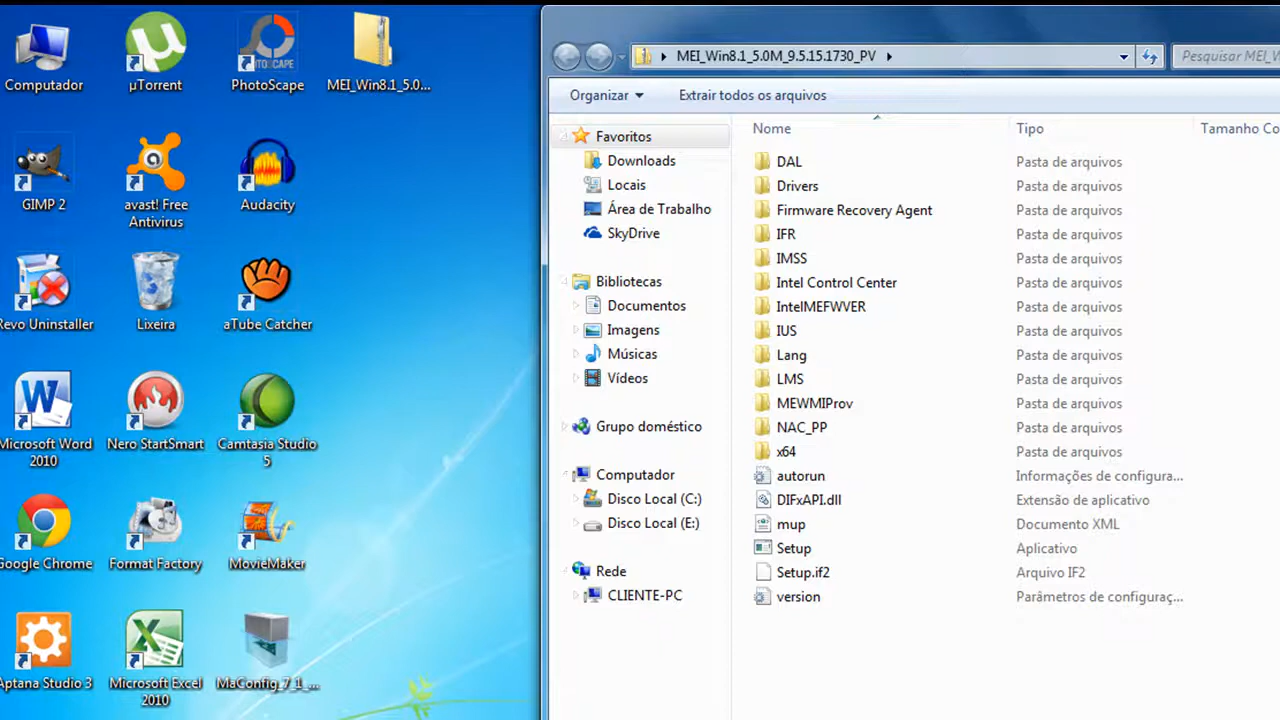 Computador
µTorrent
PhotoScape
MEI_Win8.1_5.0...
GIMP 2
avast! Free
Antivirus
Audacity
Revo Uninstaller
Lixeira
aTube Catcher
Microsoft Word
2010
Nero StartSmart
Camtasia Studio
5
Google Chrome
Format Factory
MovieMaker
Aptana Studio 3
Microsoft Excel
2010
MaConfig_7_1_...
MEI_Win8.1_5.0M_9.5.15.1730_PV
Pesquisar MEI_W
Organizar
Extrair todos os arquivos
Favoritos
Downloads
Locais
Área de Trabalho
SkyDrive
Bibliotecas
Documentos
Imagens
Músicas
Vídeos
Grupo doméstico
Computador
Disco Local (C:)
Disco Local (E:)
Rede
CLIENTE-PC
Nome Tipo Tamanho Co
DAL Pasta de arquivos
Drivers Pasta de arquivos
Firmware Recovery Agent Pasta de arquivos
IFR Pasta de arquivos
IMSS Pasta de arquivos
Intel Control Center Pasta de arquivos
IntelMEFWVER Pasta de arquivos
IUS Pasta de arquivos
Lang Pasta de arquivos
LMS Pasta de arquivos
MEWMIProv Pasta de arquivos
NAC_PP Pasta de arquivos
x64 Pasta de arquivos
autorun Informações de configura...
DIFxAPI.dll Extensão de aplicativo
mup Documento XML
Setup Aplicativo
Setup.if2 Arquivo IF2
version Parâmetros de configuraç...